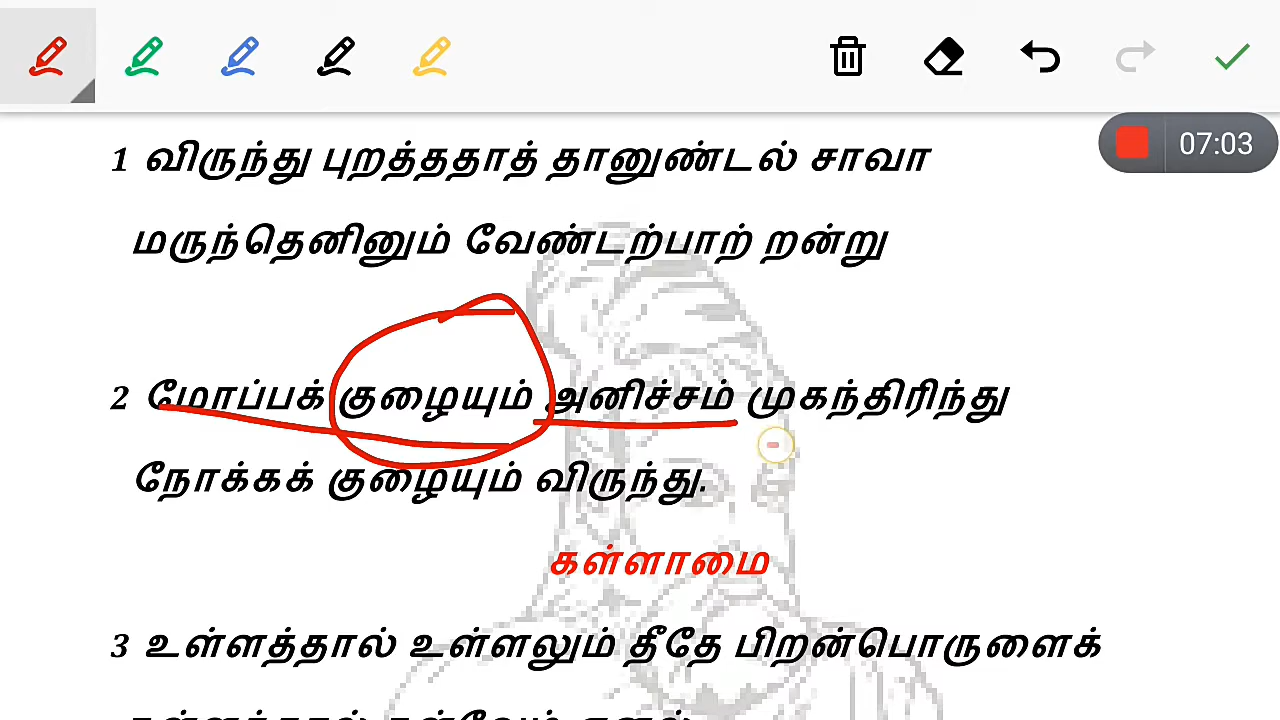 07:03
1 விருந்து புறத்ததாத் தானுண்டல் சாவா
மருந்தெனினும் வேண்டற்பாற் றன்று
2 மோப்பக் குழையும் அனிச்சம் முகந்திரிந்து
நோக்கக் குழையும் விருந்து.
கள்ளாமை
3 உள்ளத்தால் உள்ளலும் தீதே பிறன்பொருளைக்